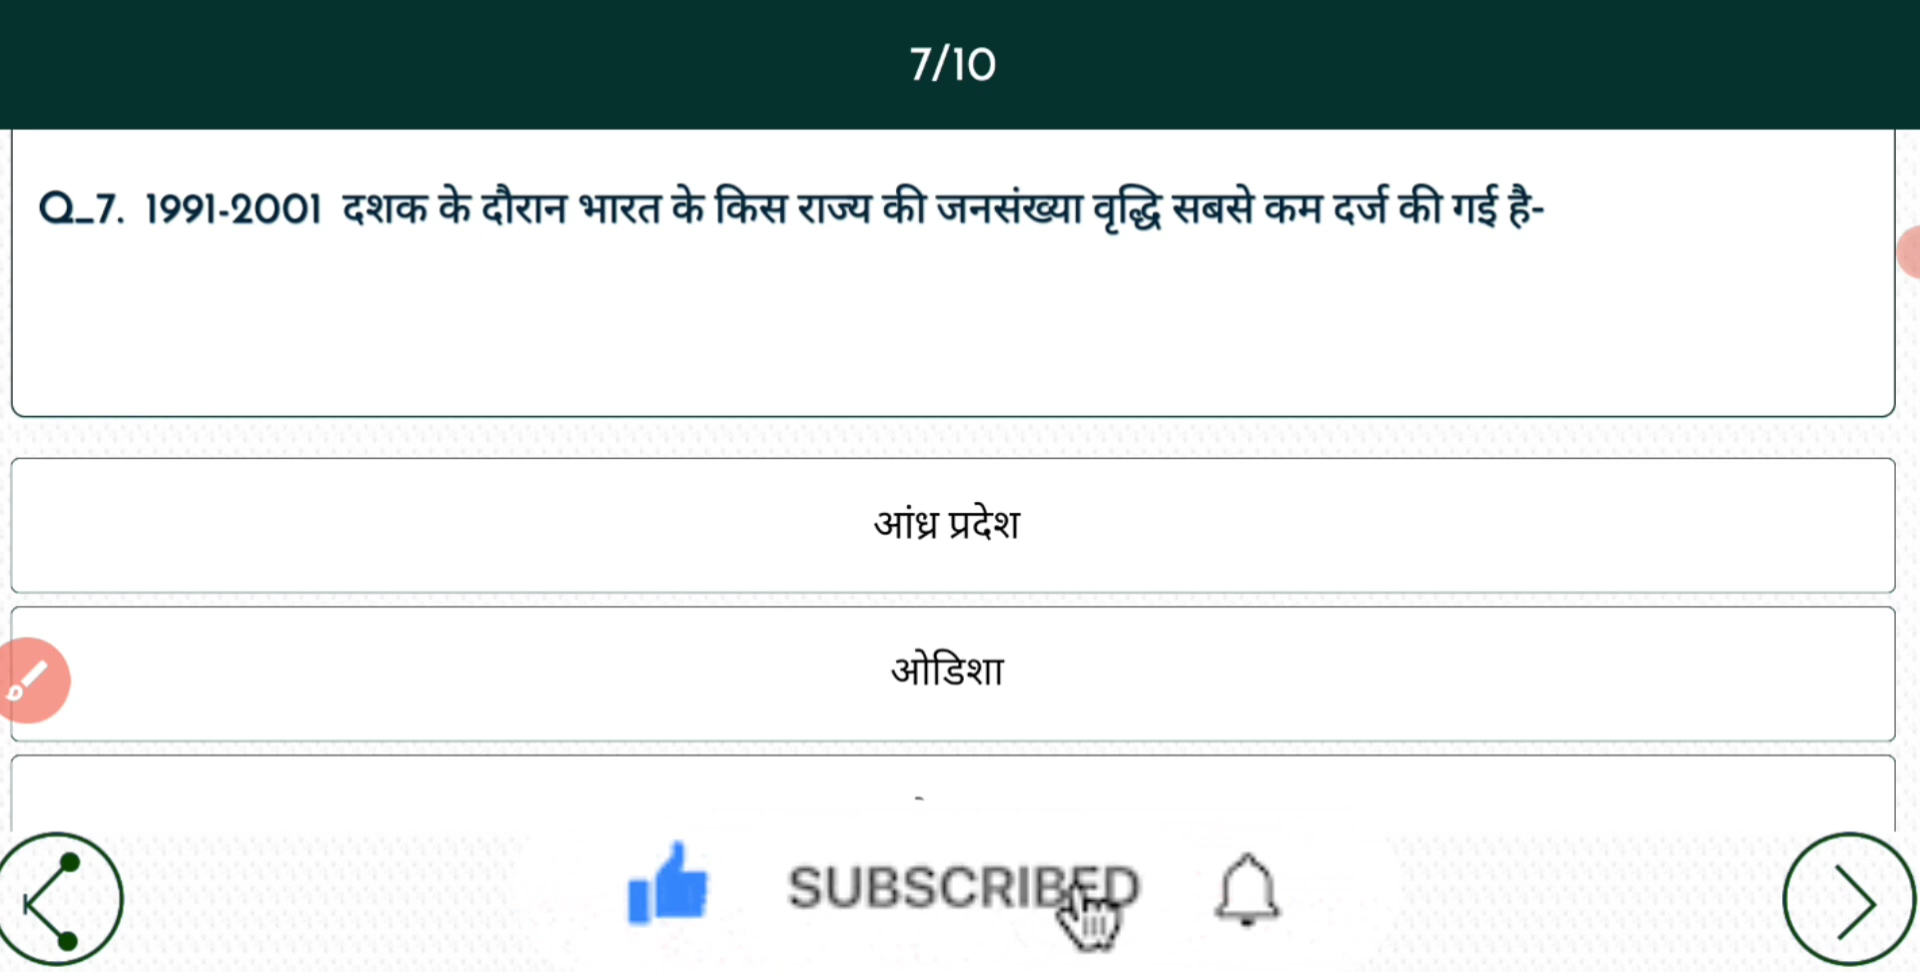 7/10
Q_7. 1991-2001 दशक के दौरान भारत के किस राज्य की जनसंख्या वृद्धि सबसे कम दर्ज की गई है-
आंध्र प्रदेश
ओडिशा
SUBSCRIBED